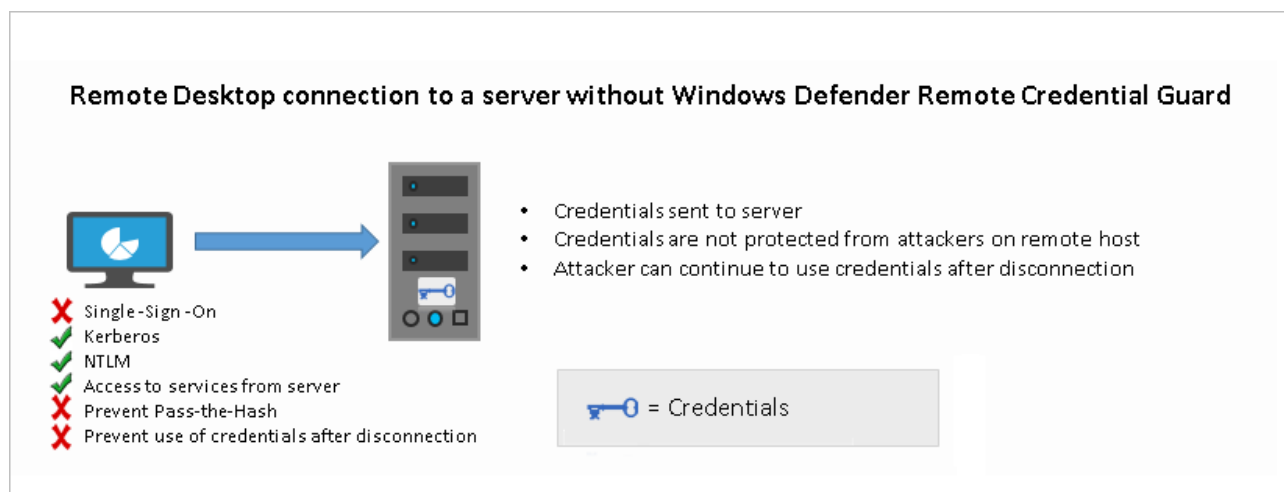 Remote Desktop connection to a server without Windows Defender Remote Credential Guard
• Credentials sent to server
• Credentials are not protected from attackers on remote host
• Attacker can continue to use credentials after disconnection
Single-Sign-On
Kerberos
NTLM
Access to services from server
Prevent Pass-the-Hash
Prevent use of credentials after disconnection
= Credentials